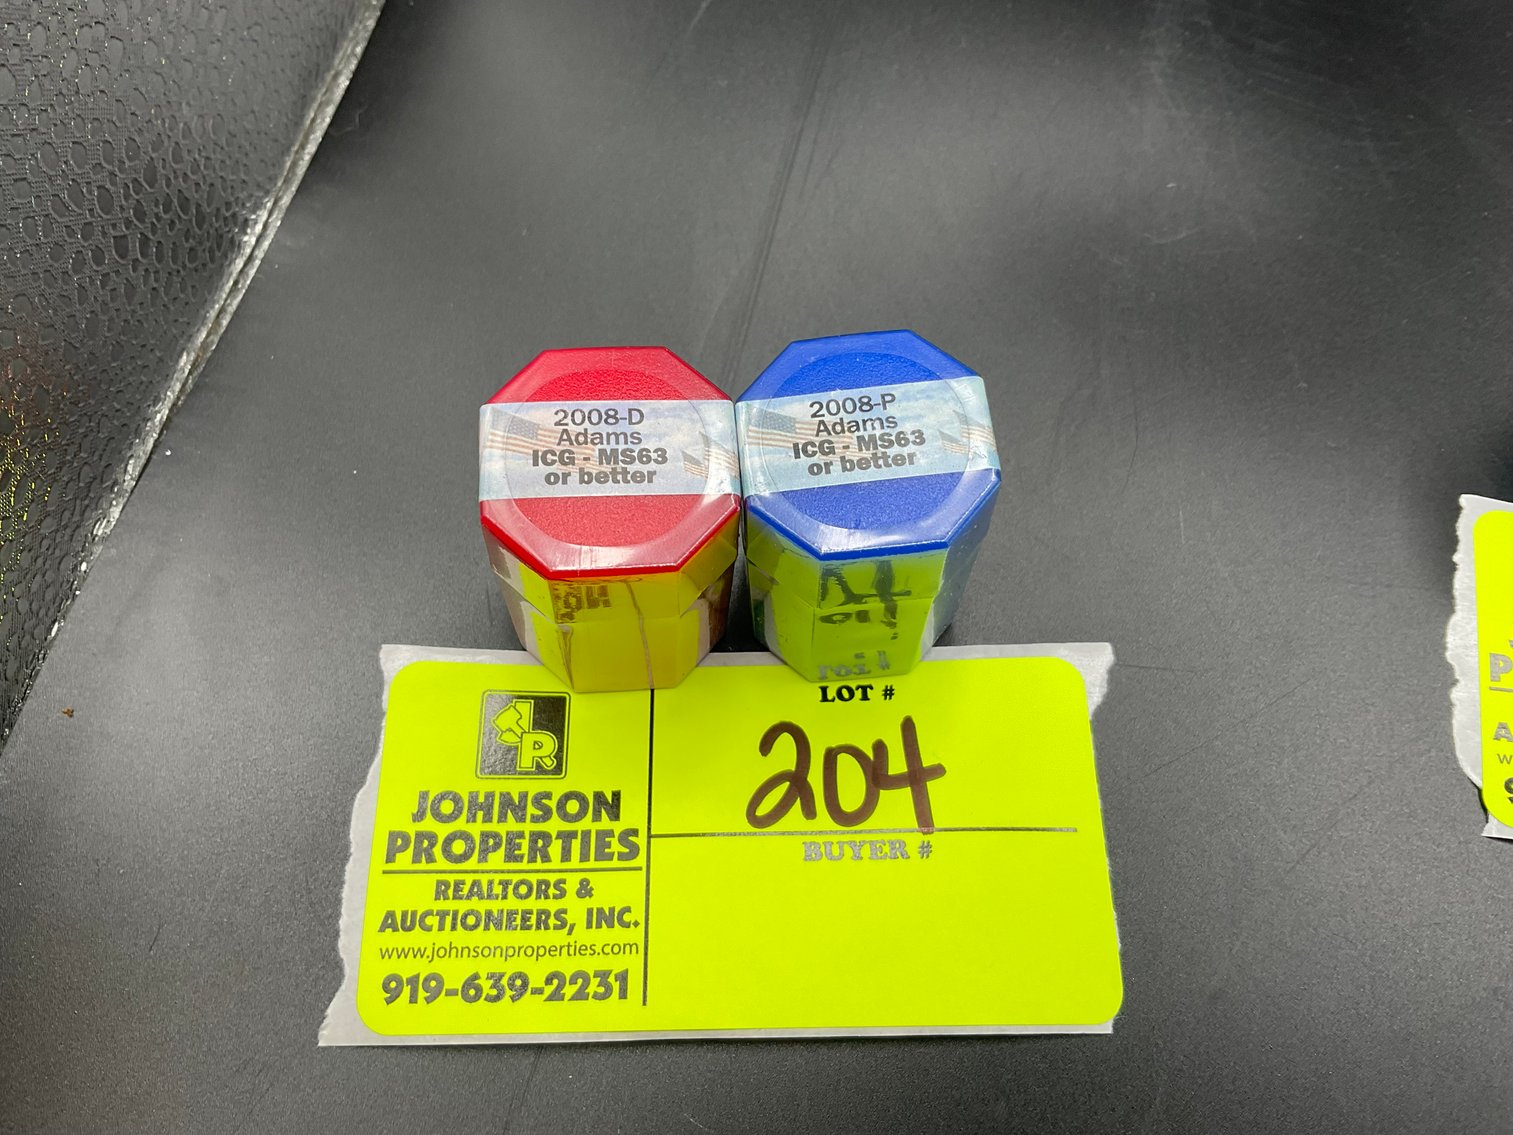 2008-D
Adams
ICG - MS63
or better
2008-P
Adams
ICG - MS63
or better
JR
JOHNSON
PROPERTIES
REALTORS &
AUCTIONEERS, INC.
www.johnsonproperties.com
919-639-2231
LOT #
204
BUYER #